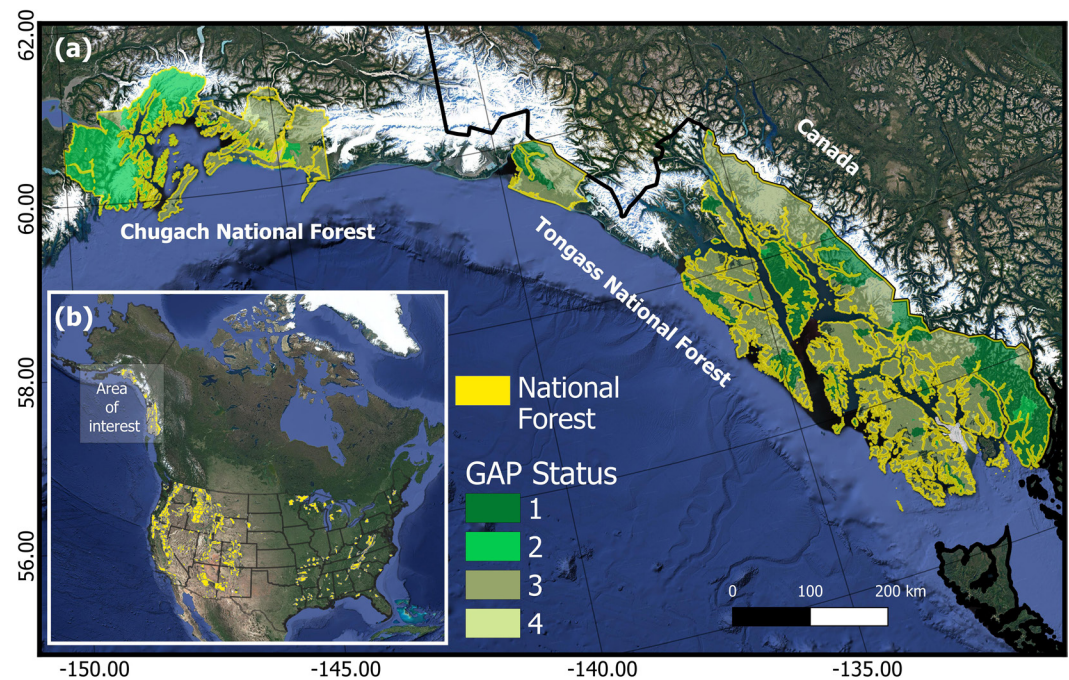 62.00
(a)
Canada
60.00
Chugach National Forest
Tongass National Forest
58.00
(b)
Area
of
interest
National
Forest
GAP Status
1
2
3
4
56.00
0 100 200 km
-150.00 -145.00 -140.00 -135.00